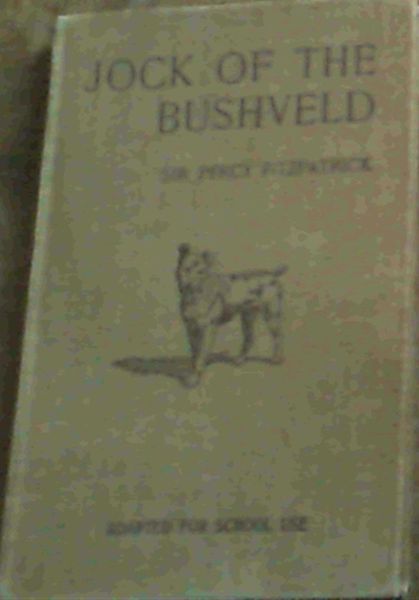 JOCK OF THE
BUSHVELD
SIR PERCY FITZPATRICK
ADAPTED FOR SCHOOL USE